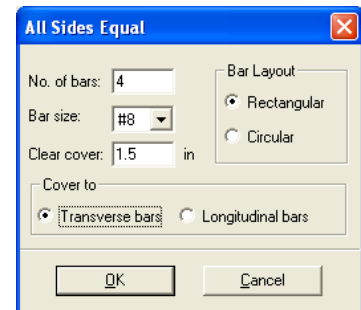 All Sides Equal
No. of bars: 4
Bar size: #8
Clear cover: 1.5 in
Bar Layout
Rectangular
Circular
Cover to
Transverse bars Longitudinal bars
OK Cancel